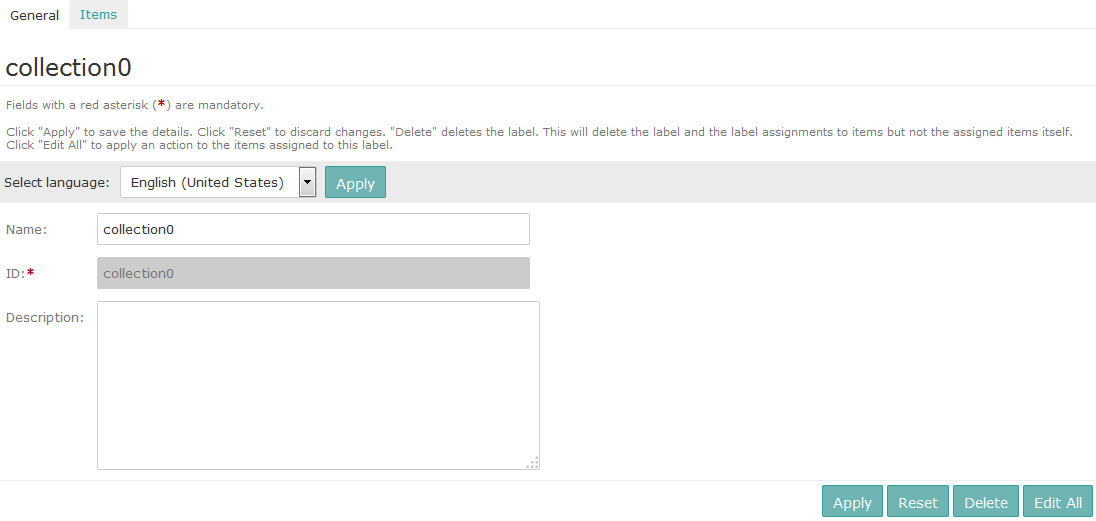 General Items
collection0
Fields with a red asterisk (*) are mandatory.
Click "Apply" to save the details. Click "Reset" to discard changes. "Delete" deletes the label. This will delete the label and the label assignments to items but not the assigned items itself.
Click "Edit All" to apply an action to the items assigned to this label.
Select language: English (United States) Apply
Name: collection0
ID:* collection0
Description:
Apply Reset Delete Edit All